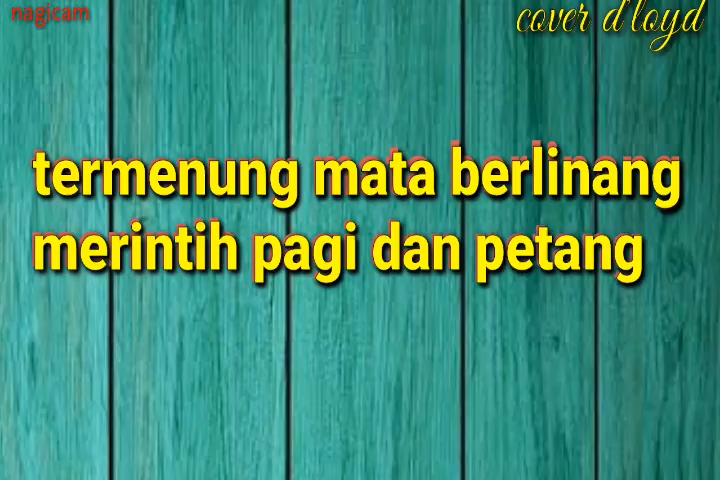 nagicam
cover d'loyd
termenung mata berlinang
merintih pagi dan petang